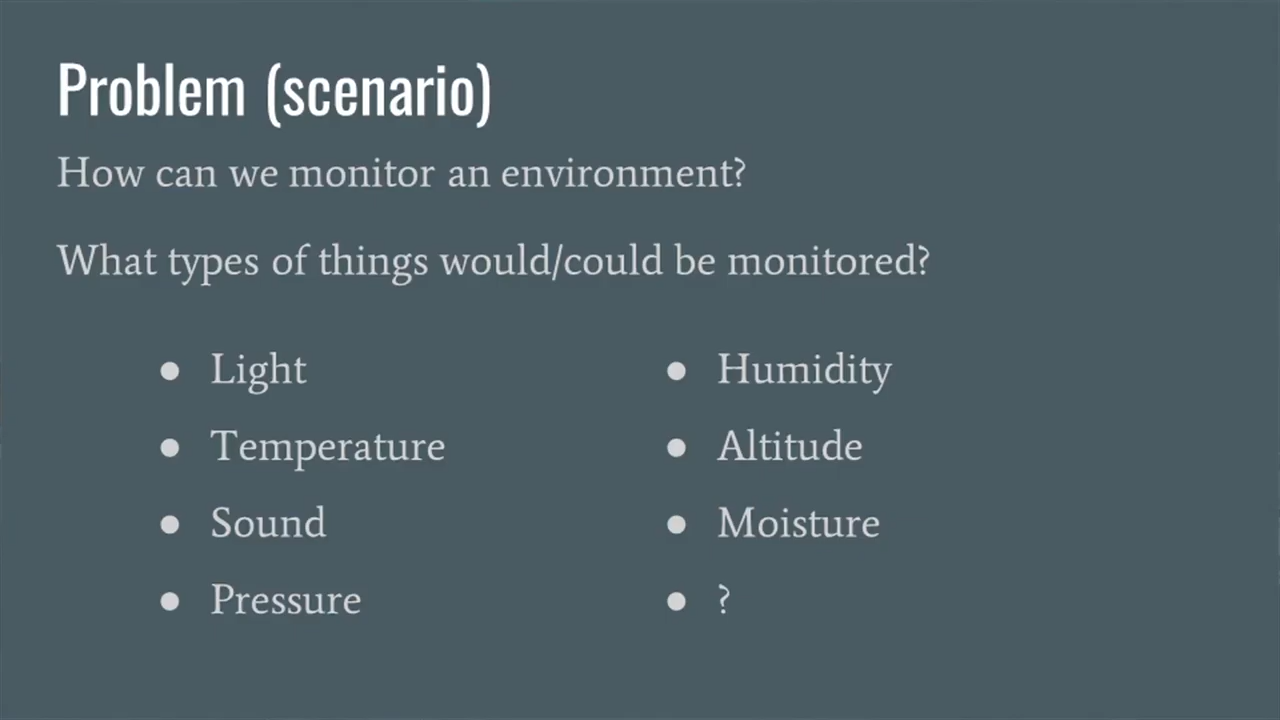 Problem (scenario)
How can we monitor an environment?
What types of things would/could be monitored?
● Light
● Temperature
● Sound
● Pressure
● Humidity
● Altitude
● Moisture
● ?